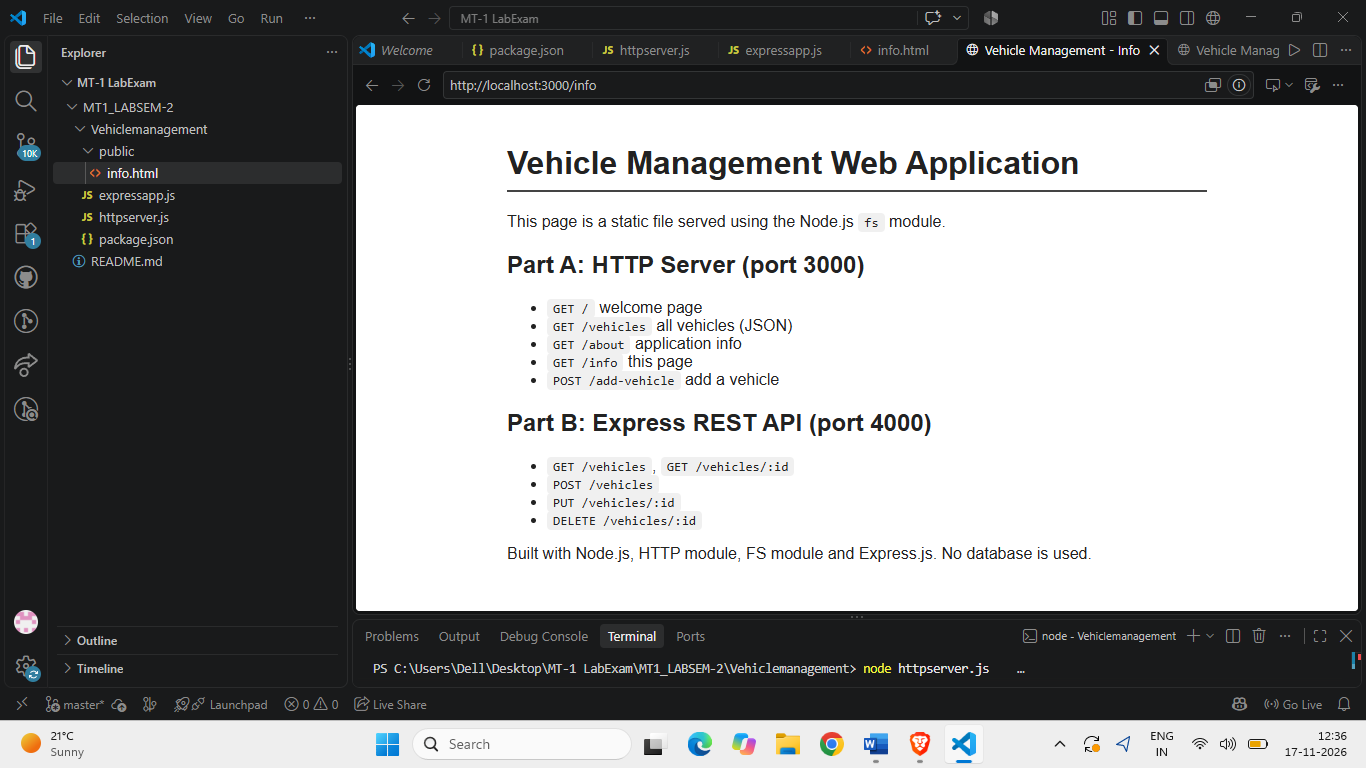 File Edit Selection View Go Run ··· MT-1 LabExam
Explorer ···
Welcome {} package.json JS httpserver.js JS expressapp.js <> info.html Vehicle Management - Info Vehicle Manag ···
http://localhost:3000/info
MT-1 LabExam
MT1_LABSEM-2
Vehiclemanagement
public
<> info.html
JS expressapp.js
JS httpserver.js
{} package.json
README.md
10K
1
Outline
Timeline
Vehicle Management Web Application
This page is a static file served using the Node.js fs module.
Part A: HTTP Server (port 3000)
• GET / welcome page
• GET /vehicles all vehicles (JSON)
• GET /about application info
• GET /info this page
• POST /add-vehicle add a vehicle
Part B: Express REST API (port 4000)
• GET /vehicles , GET /vehicles/:id
• POST /vehicles
• PUT /vehicles/:id
• DELETE /vehicles/:id
Built with Node.js, HTTP module, FS module and Express.js. No database is used.
Problems Output Debug Console Terminal Ports node - Vehiclemanagement ···
PS C:\Users\Dell\Desktop\MT-1 LabExam\MT1_LABSEM-2\Vehiclemanagement> node httpserver.js …
master* Launchpad 0 0 Live Share Go Live
21°C
Sunny
Search
ENG
IN
12:36
17-11-2026